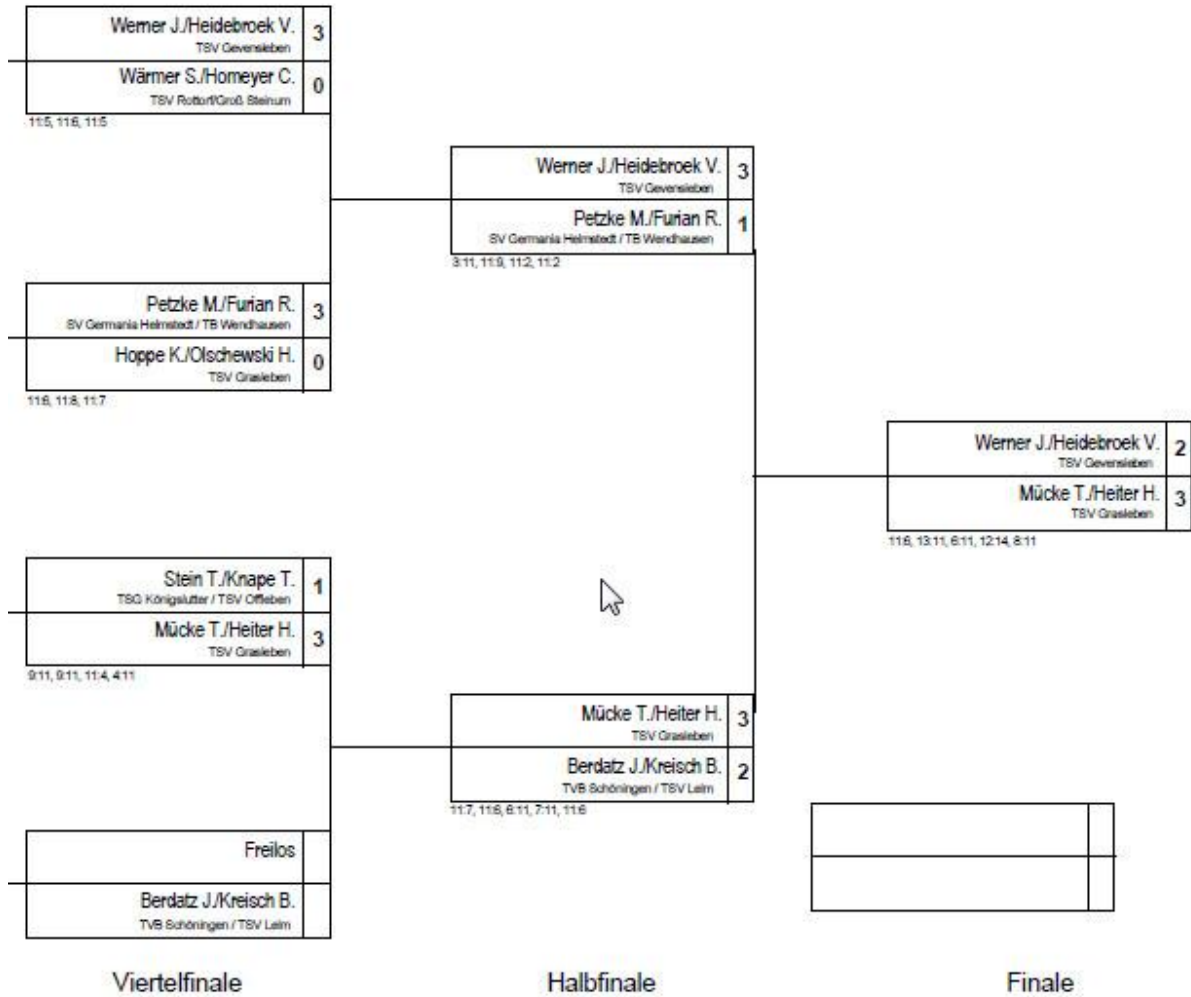 Werner J./Heidebroek V. 3
TSV Gevensleben
Wärmer S./Homeyer C. 0
TSV Rottorf/Groß Steinum
11:5, 11:6, 11:5
Petzke M./Furian R. 3
SV Germania Helmstedt / TB Wendhausen
Hoppe K./Olschewski H. 0
TSV Grasleben
11:6, 11:8, 11:7
Stein T./Knape T. 1
TSG Königslutter / TSV Offleben
Mücke T./Heiter H. 3
TSV Grasleben
9:11, 9:11, 11:4, 4:11
Freilos
Berdatz J./Kreisch B.
TVB Schöningen / TSV Lelm
Viertelfinale
Werner J./Heidebroek V. 3
TSV Gevensleben
Petzke M./Furian R. 1
SV Germania Helmstedt / TB Wendhausen
3:11, 11:9, 11:2, 11:2
Mücke T./Heiter H. 3
TSV Grasleben
Berdatz J./Kreisch B. 2
TVB Schöningen / TSV Lelm
11:7, 11:6, 6:11, 7:11, 11:6
Halbfinale
Werner J./Heidebroek V. 2
TSV Gevensleben
Mücke T./Heiter H. 3
TSV Grasleben
11:6, 13:11, 6:11, 12:14, 8:11
Finale